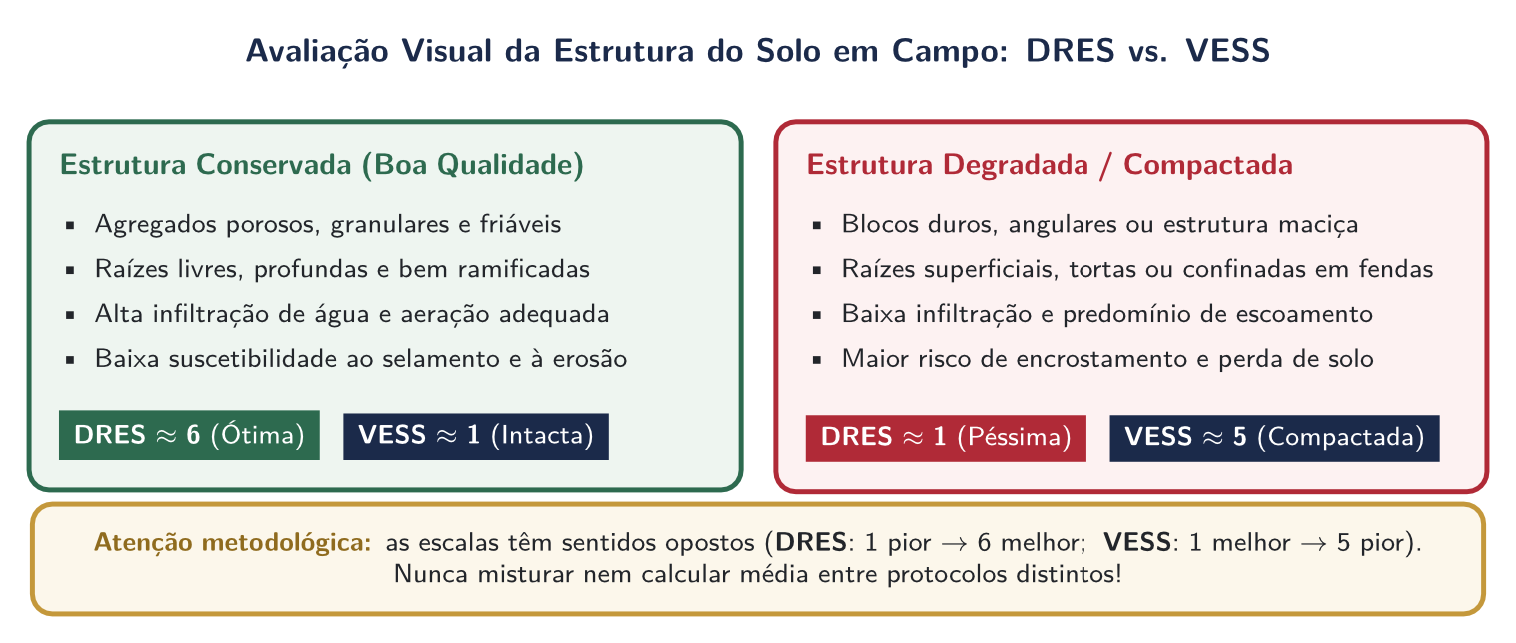 Avaliação Visual da Estrutura do Solo em Campo: DRES vs. VESS
Estrutura Conservada (Boa Qualidade)
▪ Agregados porosos, granulares e friáveis
▪ Raízes livres, profundas e bem ramificadas
▪ Alta infiltração de água e aeração adequada
▪ Baixa suscetibilidade ao selamento e à erosão
DRES ≈ 6 (Ótima)
VESS ≈ 1 (Intacta)
Estrutura Degradada / Compactada
▪ Blocos duros, angulares ou estrutura maciça
▪ Raízes superficiais, tortas ou confinadas em fendas
▪ Baixa infiltração e predomínio de escoamento
▪ Maior risco de encrostamento e perda de solo
DRES ≈ 1 (Péssima)
VESS ≈ 5 (Compactada)
Atenção metodológica: as escalas têm sentidos opostos (DRES: 1 pior → 6 melhor; VESS: 1 melhor → 5 pior).
Nunca misturar nem calcular média entre protocolos distintos!